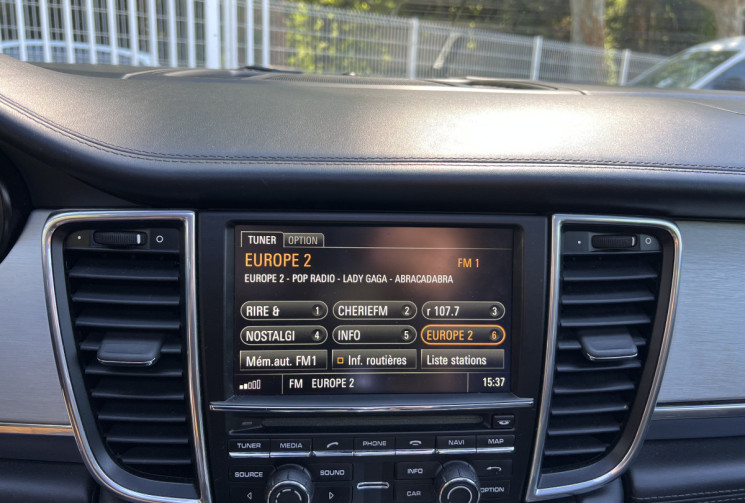 TUNER OPTION
EUROPE 2 FM 1
EUROPE 2 - POP RADIO - LADY GAGA - ABRACADABRA
RIRE & 1 CHERIEFM 2 r 107.7 3
NOSTALGI 4 INFO 5 EUROPE 2 6
Mém.aut. FM1 Inf. routières Liste stations
FM EUROPE 2 15:37
TUNER MEDIA PHONE NAVI MAP
SOURCE SOUND INFO
CAR OPTION